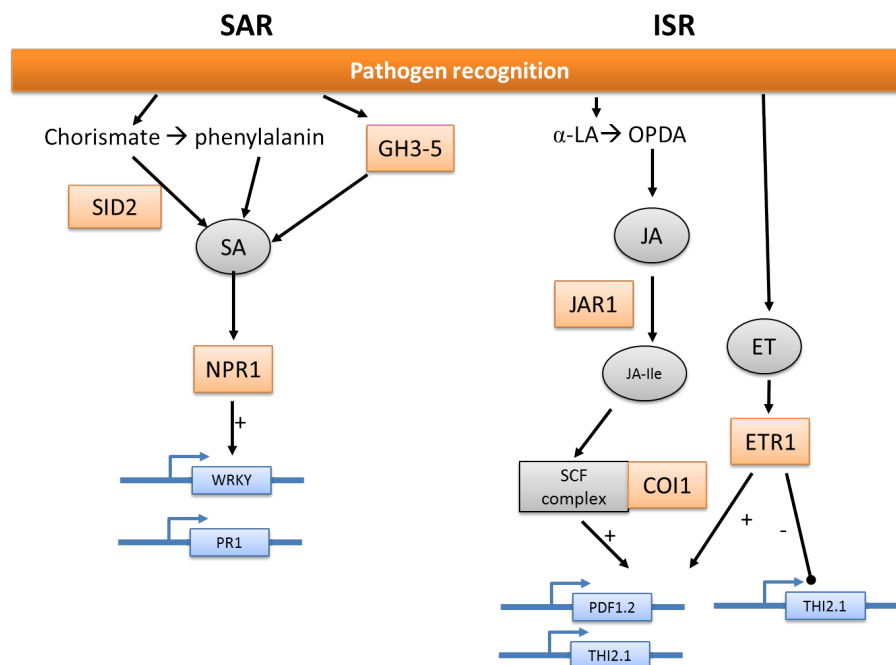 SAR
ISR
Pathogen recognition
Chorismate → phenylalanin
GH3-5
α-LA → OPDA
SID2
SA
JA
JAR1
NPR1
JA-Ile
ET
+
ETR1
WRKY
SCF
complex
COI1
PR1
+
+
-
PDF1.2
THI2.1
THI2.1